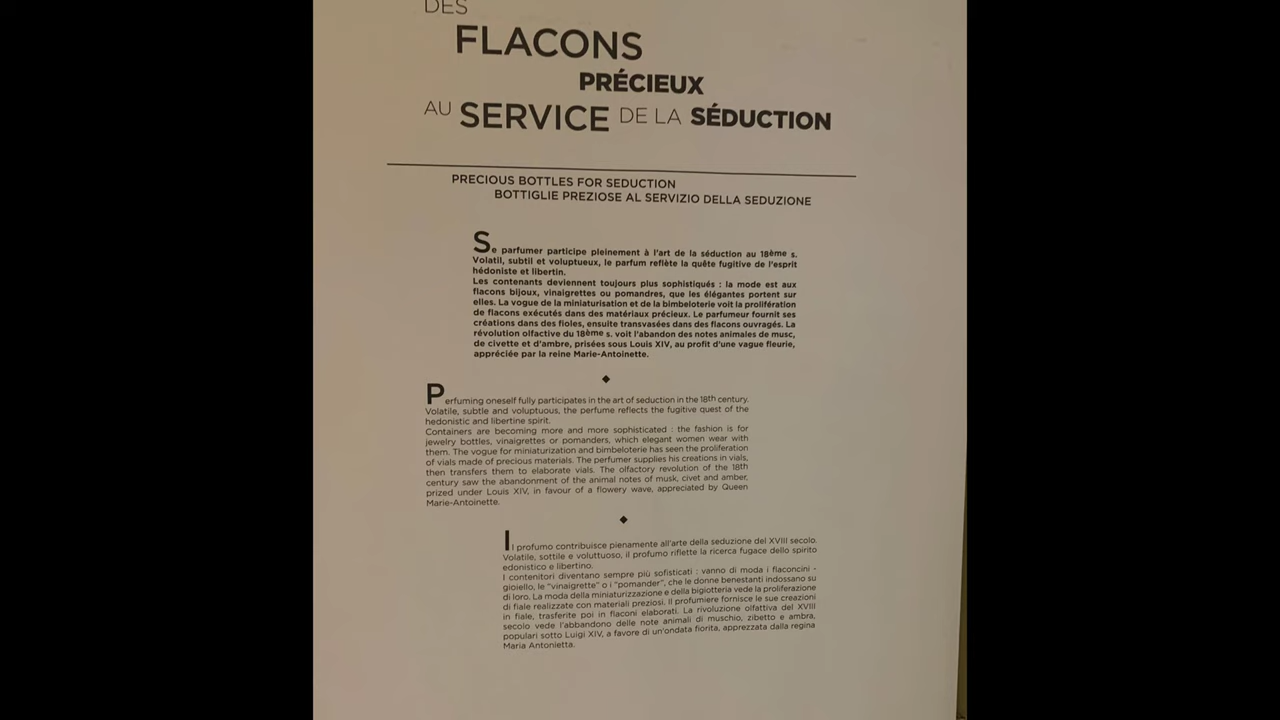 DES
FLACONS
PRÉCIEUX
AU SERVICE DE LA SÉDUCTION
PRECIOUS BOTTLES FOR SEDUCTION
BOTTIGLIE PREZIOSE AL SERVIZIO DELLA SEDUZIONE
Se parfumer participe pleinement à l'art de la séduction au 18ème s.
Volatil, subtil et voluptueux, le parfum reflète la quête fugitive de l'esprit
hédoniste et libertin.
Les contenants deviennent toujours plus sophistiqués : la mode est aux
flacons bijoux, vinaigrettes ou pomandres, que les élégantes portent sur
elles. La vogue de la miniaturisation et de la bimbeloterie voit la prolifération
de flacons exécutés dans des matériaux précieux. Le parfumeur fournit ses
créations dans des fioles, ensuite transvasées dans des flacons ouvragés. La
révolution olfactive du 18ème s. voit l'abandon des notes animales de musc,
de civette et d'ambre, prisées sous Louis XIV, au profit d'une vague fleurie,
appréciée par la reine Marie-Antoinette.
Perfuming oneself fully participates in the art of seduction in the 18th century.
Volatile, subtle and voluptuous, the perfume reflects the fugitive quest of the
hedonistic and libertine spirit.
Containers are becoming more and more sophisticated : the fashion is for
jewelry bottles, vinaigrettes or pomanders, which elegant women wear with
them. The vogue for miniaturization and bimbeloterie has seen the proliferation
of vials made of precious materials. The perfumer supplies his creations in vials,
then transfers them to elaborate vials. The olfactory revolution of the 18th
century saw the abandonment of the animal notes of musk, civet and amber,
prized under Louis XIV, in favour of a flowery wave, appreciated by Queen
Marie-Antoinette.
Il profumo contribuisce pienamente all'arte della seduzione del XVIII secolo.
Volatile, sottile e voluttuoso, il profumo riflette la ricerca fugace dello spirito
edonistico e libertino.
I contenitori diventano sempre più sofisticati : vanno di moda i flaconcini -
gioiello, le "vinaigrette" o i "pomander", che le donne benestanti indossano su
di loro. La moda della miniaturizzazione e della bigiotteria vede la proliferazione
di fiale realizzate con materiali preziosi. Il profumiere fornisce le sue creazioni
in fiale, trasferite poi in flaconi elaborati. La rivoluzione olfattiva del XVIII
secolo vede l'abbandono delle note animali di muschio, zibetto e ambra,
popolari sotto Luigi XIV, a favore di un'ondata fiorita, apprezzata dalla regina
Maria Antonietta.